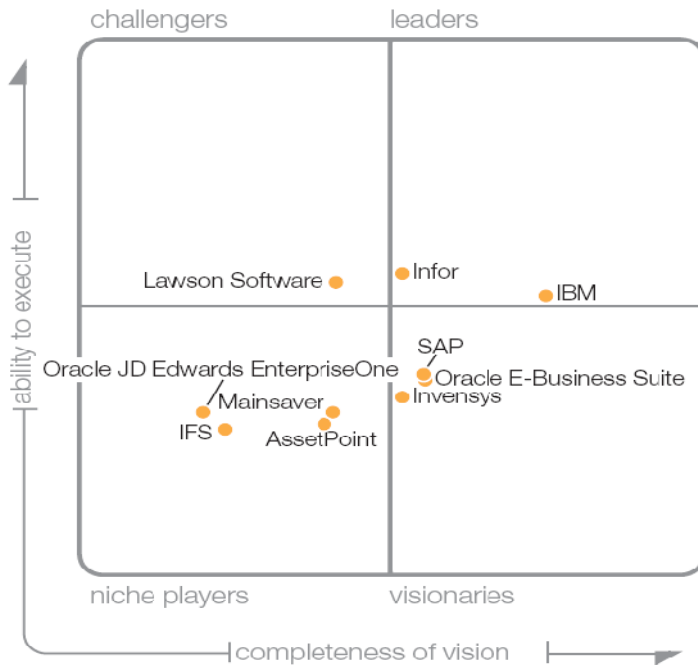 challengers
leaders
Lawson Software
Infor
IBM
SAP
Oracle JD Edwards EnterpriseOne
Oracle E-Business Suite
Mainsaver
Invensys
IFS
AssetPoint
niche players
visionaries
ability to execute
completeness of vision